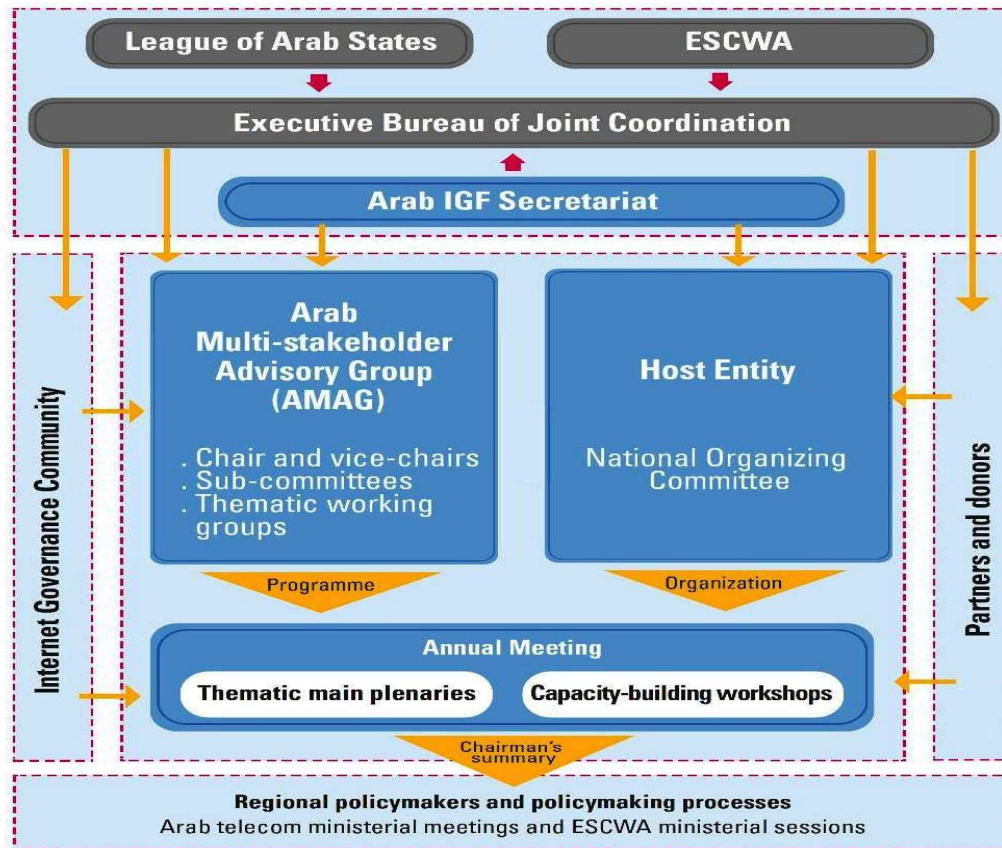 League of Arab States
ESCWA
Executive Bureau of Joint Coordination
Arab IGF Secretariat
Internet Governance Community
Arab
Multi-stakeholder
Advisory Group
(AMAG)
. Chair and vice-chairs
. Sub-committees
. Thematic working
groups
Host Entity
National Organizing
Committee
Partners and donors
Programme
Organization
Annual Meeting
Thematic main plenaries
Capacity-building workshops
Chairman's
summary
Regional policymakers and policymaking processes
Arab telecom ministerial meetings and ESCWA ministerial sessions